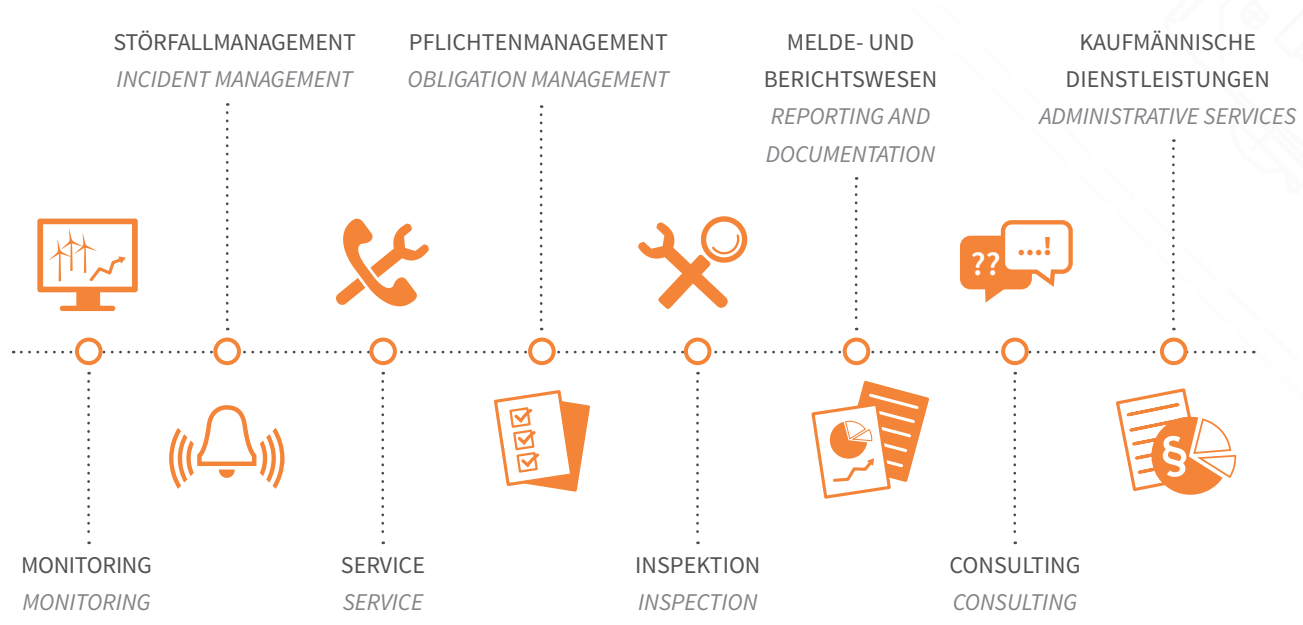 STÖRFALLMANAGEMENT
INCIDENT MANAGEMENT
PFLICHTENMANAGEMENT
OBLIGATION MANAGEMENT
MELDE- UND
BERICHTSWESEN
REPORTING AND
DOCUMENTATION
KAUFMÄNNISCHE
DIENSTLEISTUNGEN
ADMINISTRATIVE SERVICES
??
...!
§
MONITORING
MONITORING
SERVICE
SERVICE
INSPEKTION
INSPECTION
CONSULTING
CONSULTING